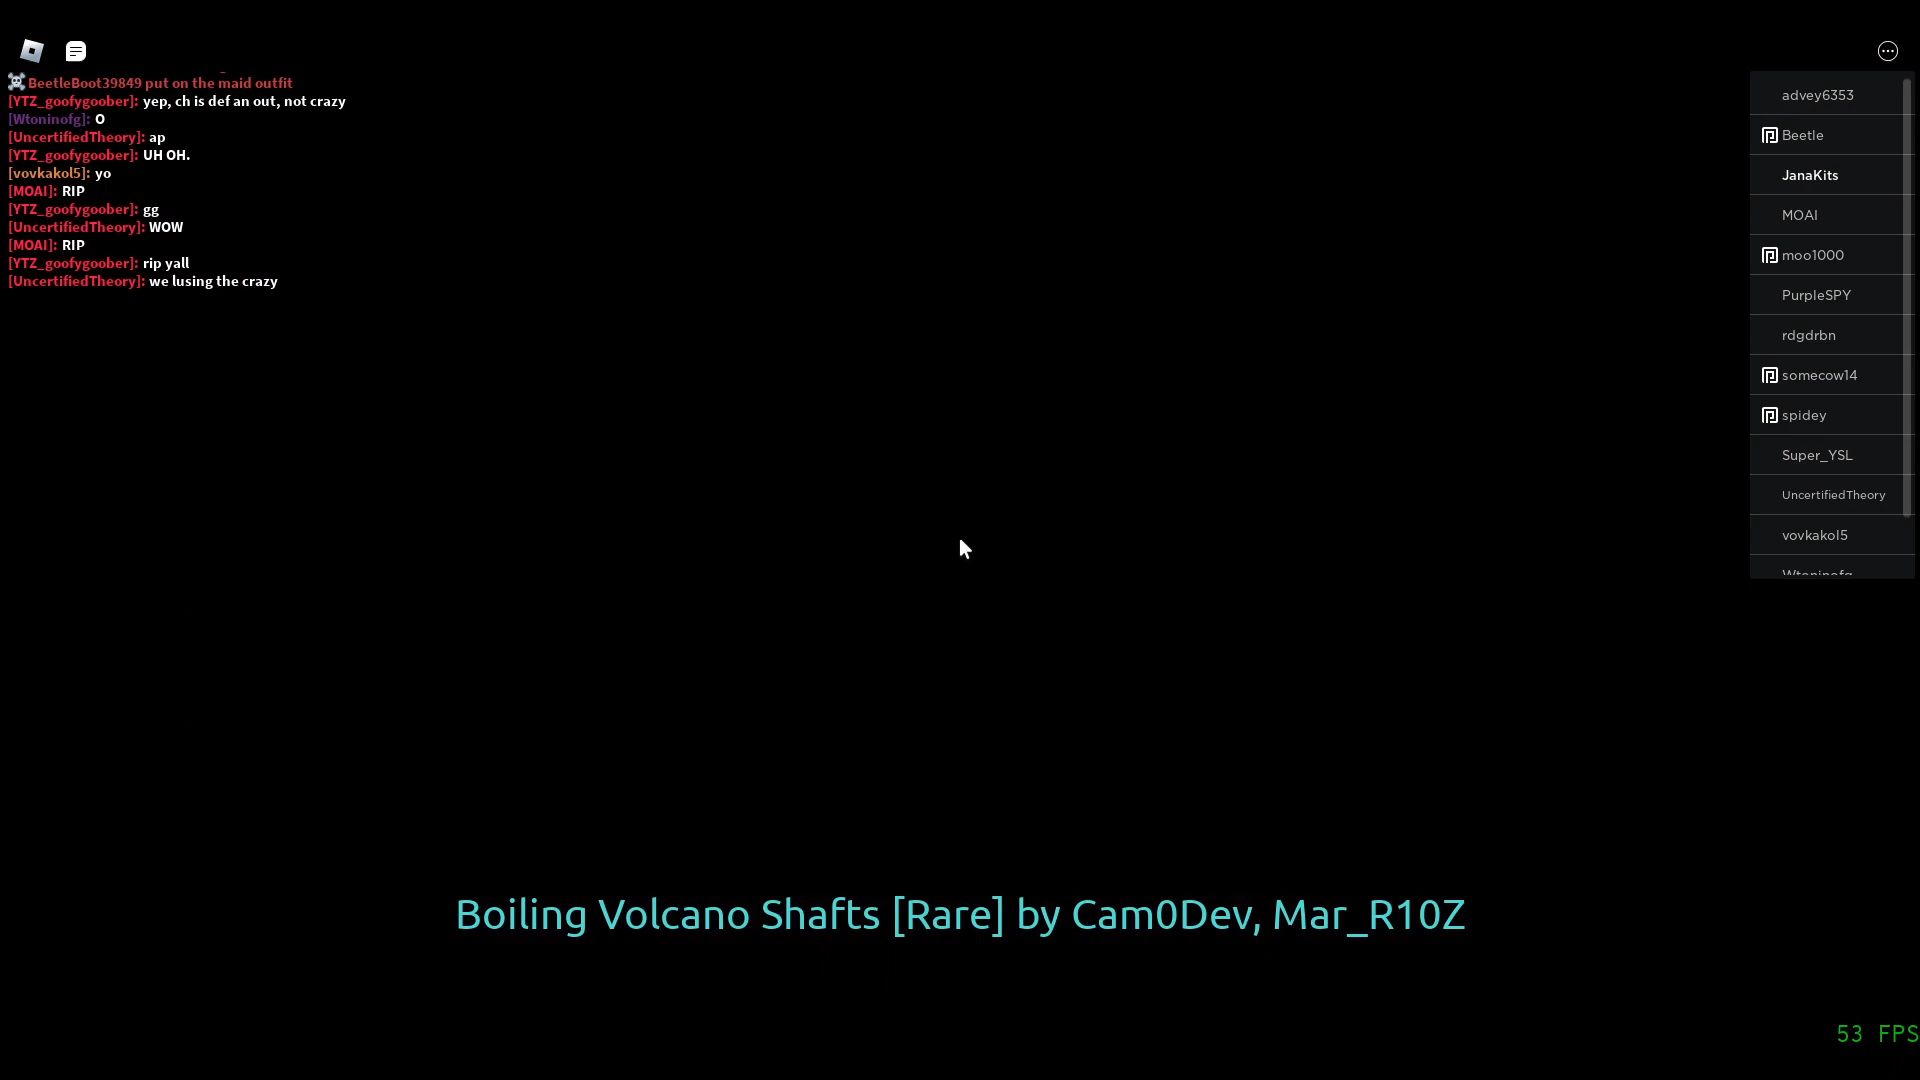 BeetleBoot39849 put on the maid outfit
[YTZ_goofygoober]: yep, ch is def an out, not crazy
[Wtoninofg]: O
[UncertifiedTheory]: ap
[YTZ_goofygoober]: UH OH.
[vovkakol5]: yo
[MOAI]: RIP
[YTZ_goofygoober]: gg
[UncertifiedTheory]: WOW
[MOAI]: RIP
[YTZ_goofygoober]: rip yall
[UncertifiedTheory]: we lusing the crazy
advey6353
Beetle
JanaKits
MOAI
moo1000
PurpleSPY
rdgdrbn
somecow14
spidey
Super_YSL
UncertifiedTheory
vovkakol5
Wtoninofg
Boiling Volcano Shafts [Rare] by Cam0Dev, Mar_R10Z
53 FPS